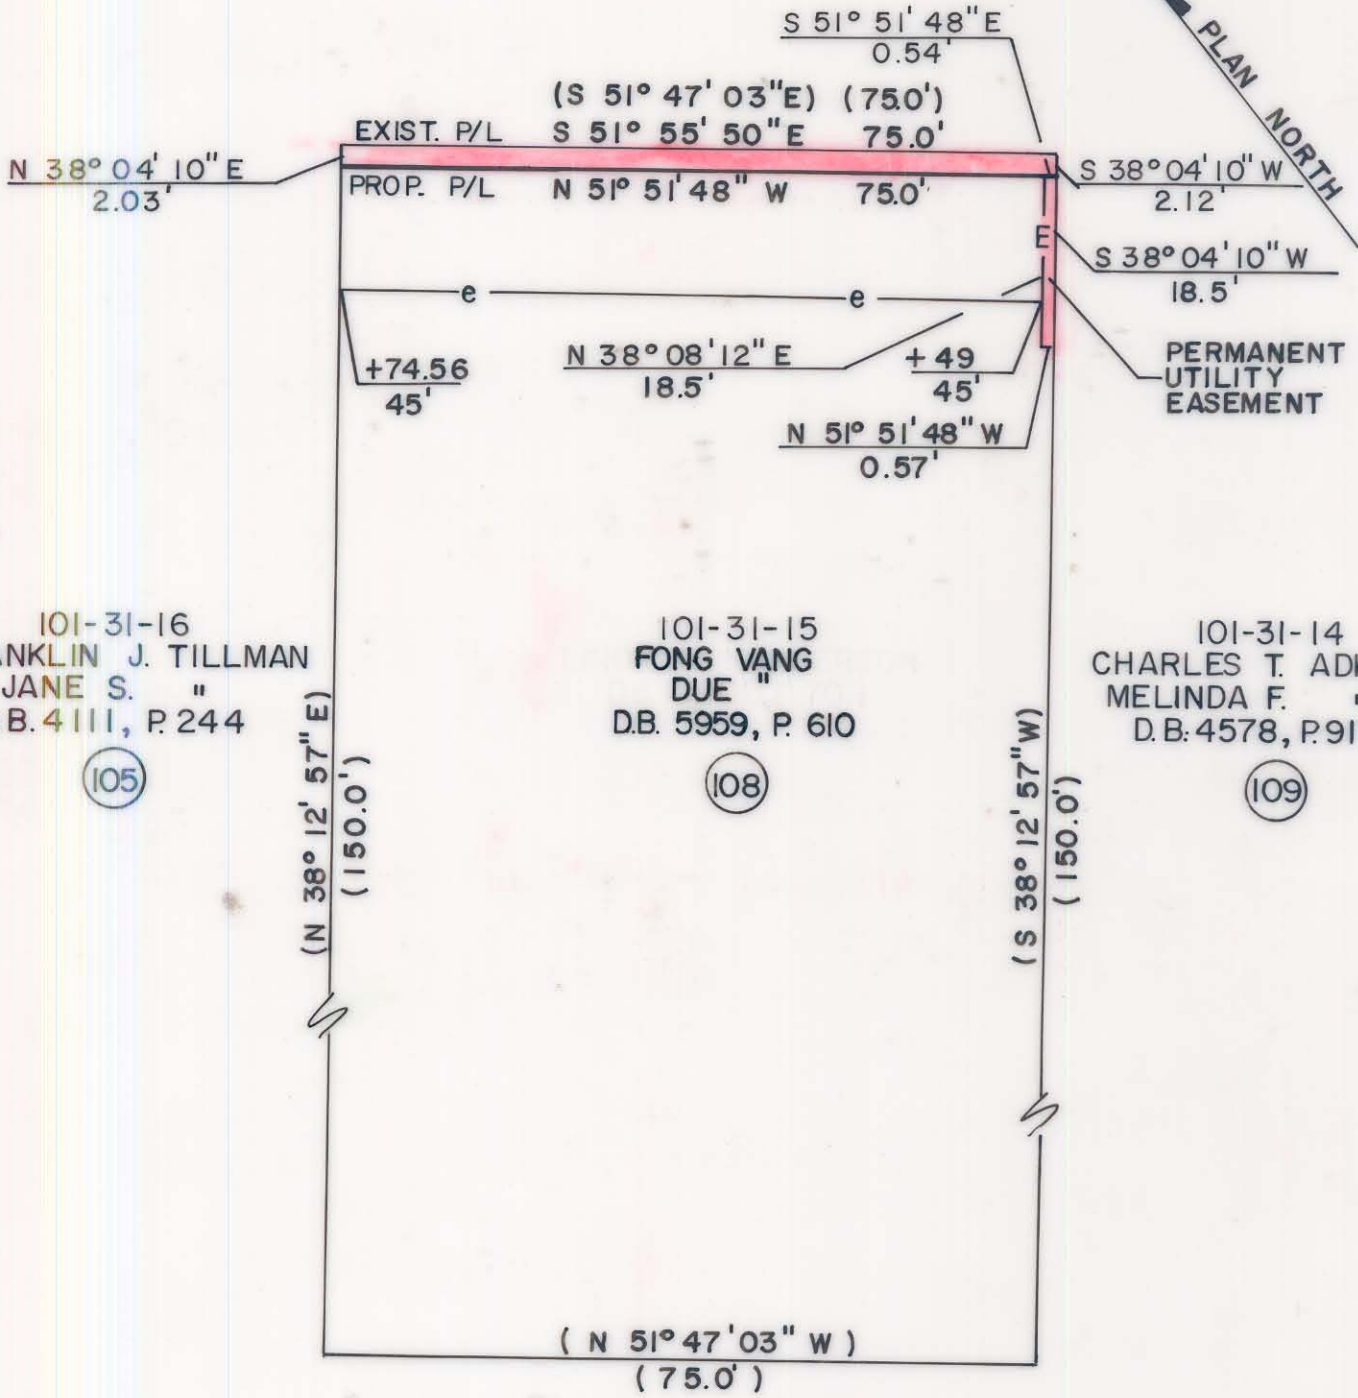 S 51° 51' 48" E
0.54'
PLAN NORTH
(S 51° 47' 03"E) (75.0')
EXIST. P/L S 51° 55' 50"E 75.0'
N 38° 04' 10" E
2.03'
PROP. P/L N 51° 51' 48" W 75.0'
S 38° 04' 10" W
2.12'
E
S 38° 04' 10" W
18.5'
e e
N 38° 08' 12" E
18.5'
+74.56
45'
+49
45'
PERMANENT
UTILITY
EASEMENT
N 51° 51' 48" W
0.57'
101-31-16
NKLIN J. TILLMAN
JANE S. "
B. 4111, P. 244
105
101-31-15
FONG VANG
DUE "
D.B. 5959, P. 610
108
101-31-14
CHARLES T. AD
MELINDA F. "
D.B. 4578, P. 91
109
(N 38° 12' 57" E)
(150.0')
(S 38° 12' 57" W)
(150.0')
( N 51° 47' 03" W )
( 75.0' )